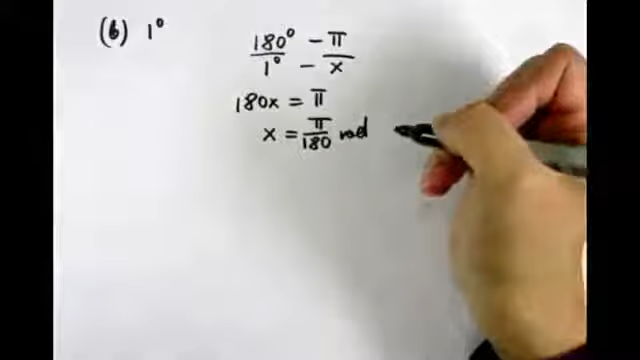 (b) 1°
180° - π
1° - x
180x = π
x = π/180 rad